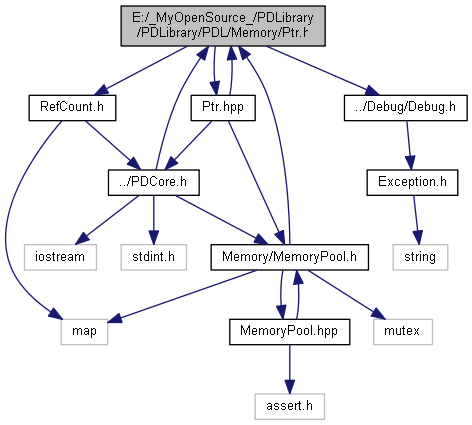 E:/_MyOpenSource_/PDLibrary
/PDLibrary/PDL/Memory/Ptr.h
RefCount.h
Ptr.hpp
../Debug/Debug.h
../PDCore.h
Exception.h
iostream
stdint.h
Memory/MemoryPool.h
string
map
MemoryPool.hpp
mutex
assert.h